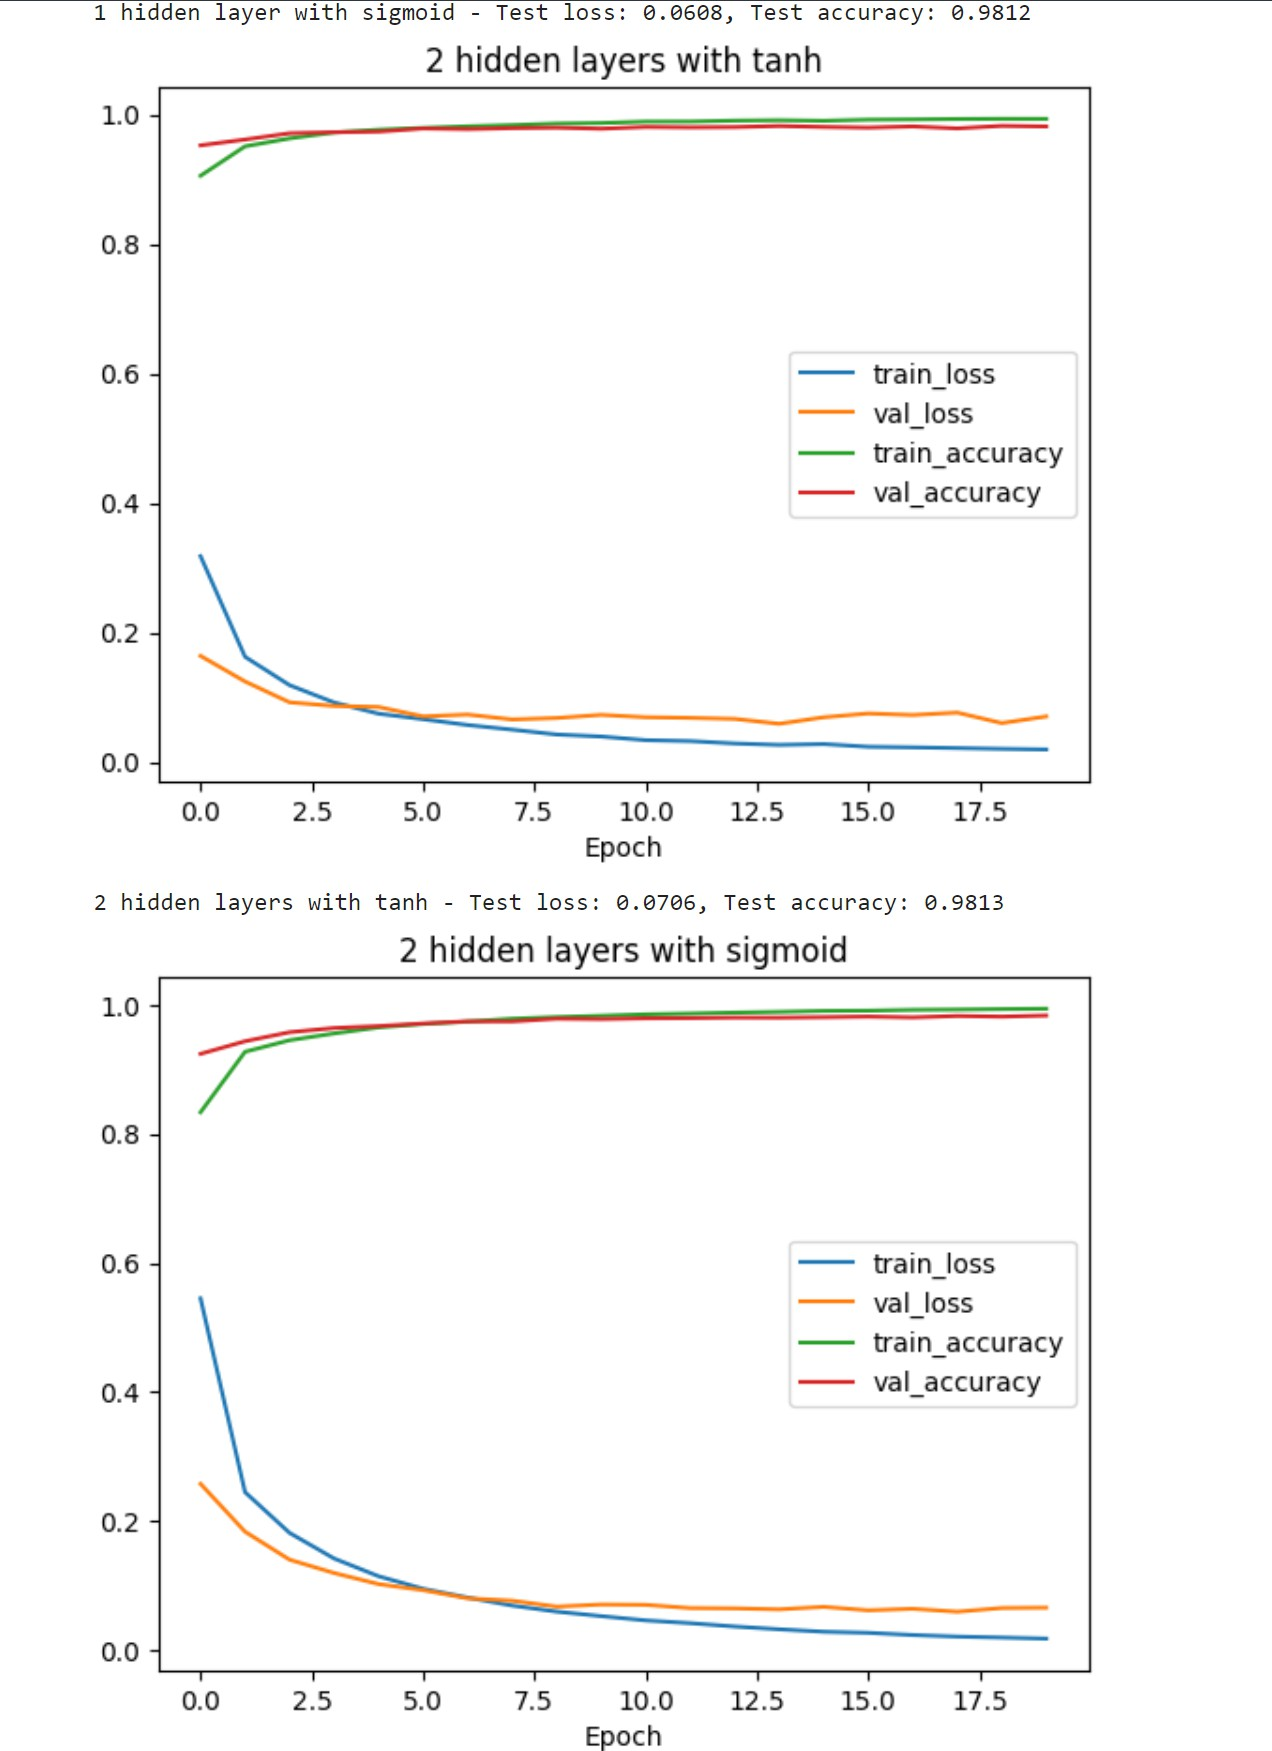 1 hidden layer with sigmoid - Test loss: 0.0608, Test accuracy: 0.9812
2 hidden layers with tanh
1.0
0.8
0.6
0.4
0.2
0.0
train_loss
val_loss
train_accuracy
val_accuracy
0.0 2.5 5.0 7.5 10.0 12.5 15.0 17.5
Epoch
2 hidden layers with tanh - Test loss: 0.0706, Test accuracy: 0.9813
2 hidden layers with sigmoid
1.0
0.8
0.6
0.4
0.2
0.0
train_loss
val_loss
train_accuracy
val_accuracy
0.0 2.5 5.0 7.5 10.0 12.5 15.0 17.5
Epoch